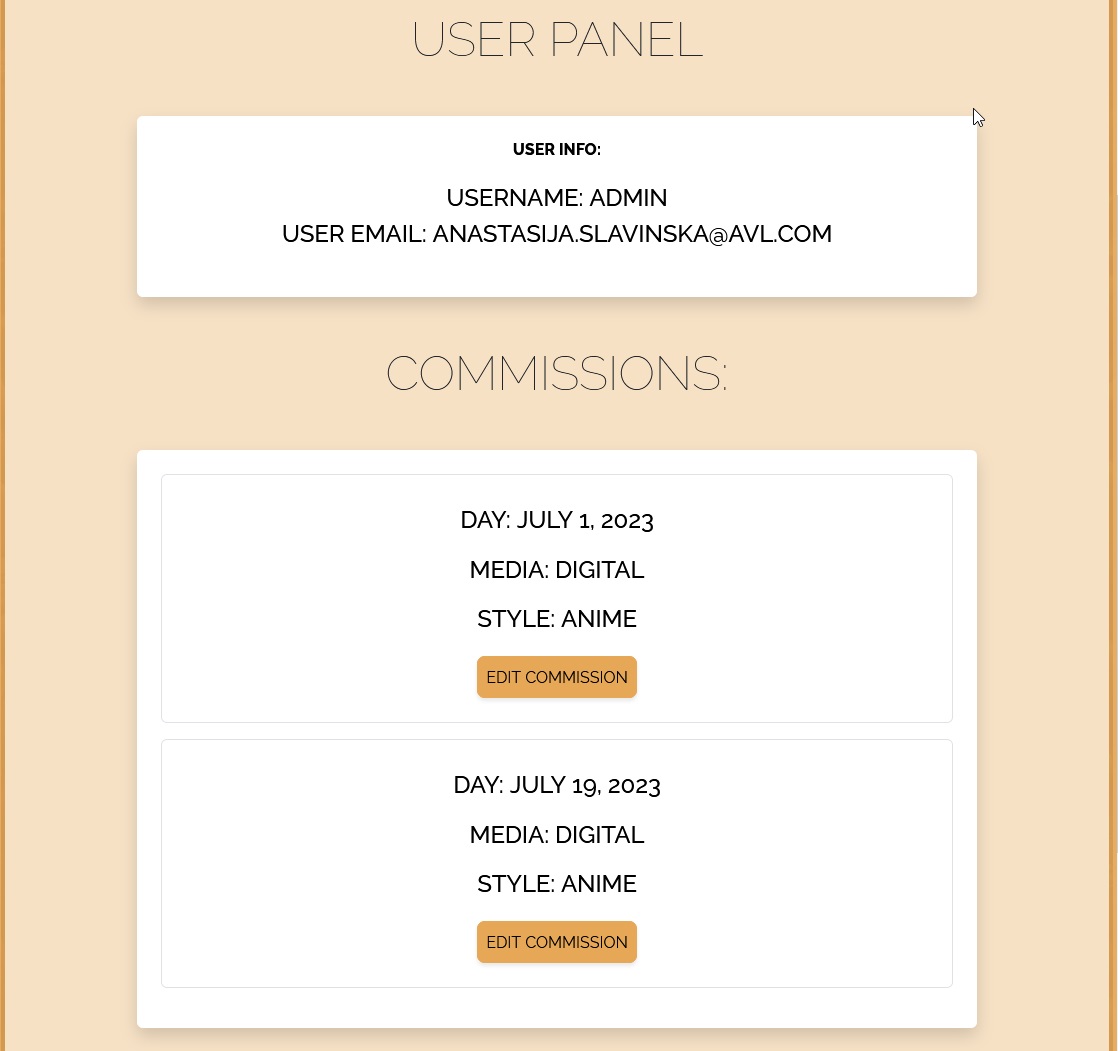 USER PANEL
USER INFO:
USERNAME: ADMIN
USER EMAIL: ANASTASIJA.SLAVINSKA@AVL.COM
COMMISSIONS:
DAY: JULY 1, 2023
MEDIA: DIGITAL
STYLE: ANIME
EDIT COMMISSION
DAY: JULY 19, 2023
MEDIA: DIGITAL
STYLE: ANIME
EDIT COMMISSION